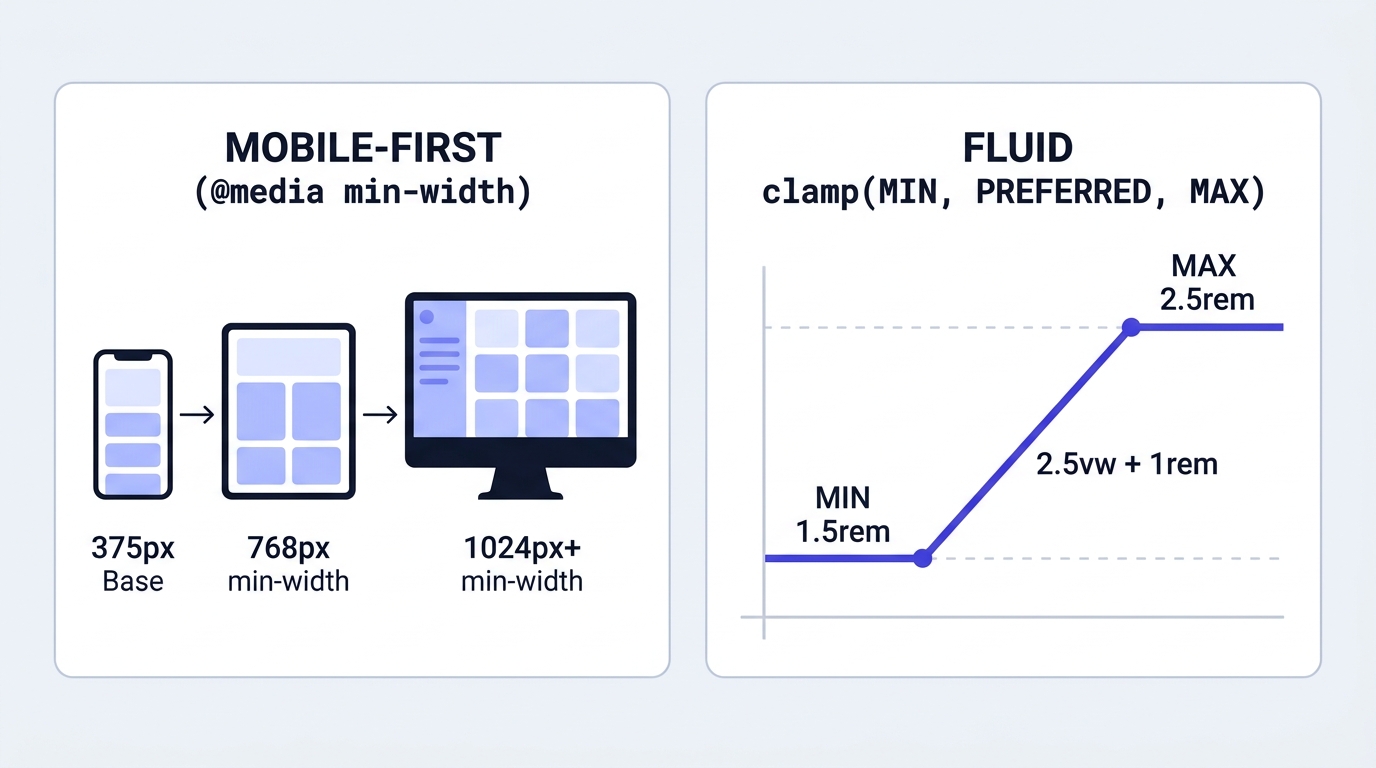 MOBILE-FIRST
(@media min-width)
375px
Base
768px
min-width
1024px+
min-width
FLUID
clamp(MIN, PREFERRED, MAX)
MAX
2.5rem
2.5vw + 1rem
MIN
1.5rem